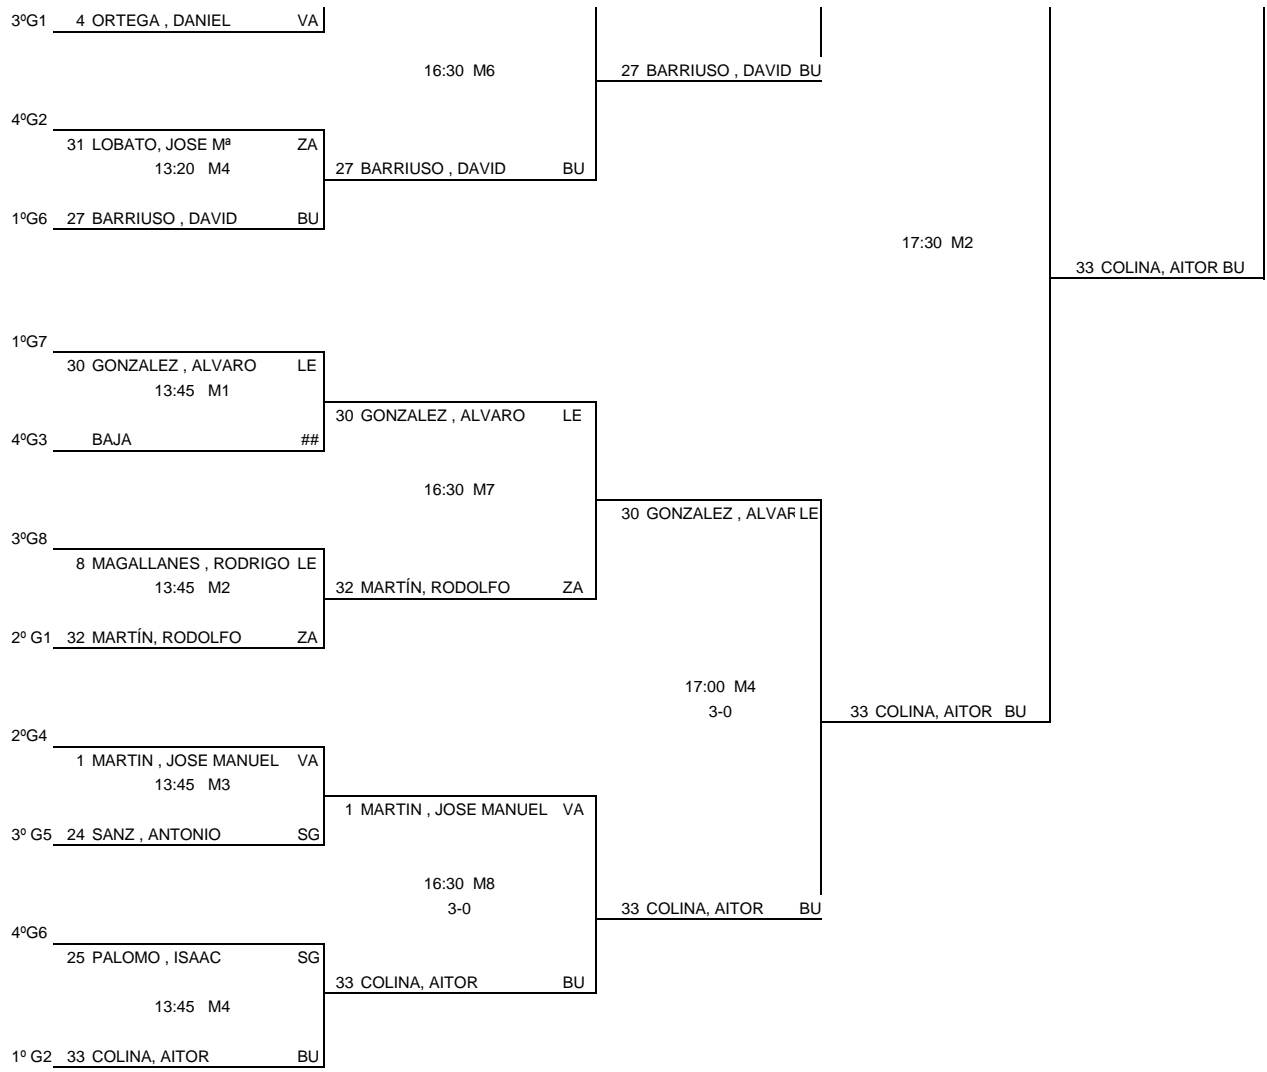 3ºG1 4 ORTEGA , DANIEL VA
16:30 M6 27 BARRIUSO , DAVID BU
4ºG2
31 LOBATO, JOSE Mª ZA
13:20 M4 27 BARRIUSO , DAVID BU
1ºG6 27 BARRIUSO , DAVID BU
17:30 M2
33 COLINA, AITOR BU
1ºG7
30 GONZALEZ , ALVARO LE
13:45 M1
30 GONZALEZ , ALVARO LE
4ºG3 BAJA ##
16:30 M7
30 GONZALEZ , ALVAR LE
3ºG8
8 MAGALLANES , RODRIGO LE
13:45 M2 32 MARTÍN, RODOLFO ZA
2º G1 32 MARTÍN, RODOLFO ZA
17:00 M4
3-0 33 COLINA, AITOR BU
2ºG4
1 MARTIN , JOSE MANUEL VA
13:45 M3
1 MARTIN , JOSE MANUEL VA
3º G5 24 SANZ , ANTONIO SG
16:30 M8
3-0 33 COLINA, AITOR BU
4ºG6
25 PALOMO , ISAAC SG
33 COLINA, AITOR BU
13:45 M4
1º G2 33 COLINA, AITOR BU